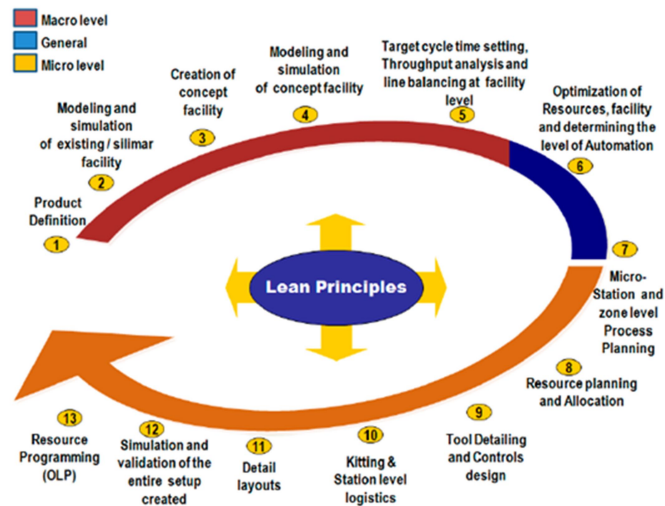 Macro level
General
Micro level
Product
Definition
1
Modeling and
simulation
of existing / silimar
facility
2
Creation of
concept
facility
3
Modeling and
simulation
of concept facility
4
Target cycle time setting,
Throughput analysis and
line balancing at facility
level
5
Optimization of
Resources, facility
and determining the
level of Automation
6
7
Micro-
Station and
zone level
Process
Planning
8
Resource planning
and Allocation
9
Tool Detailing
and Controls
design
10
Kitting &
Station level
logistics
11
Detail
layouts
12
Simulation and
validation of the
entire setup
created
13
Resource
Programming
(OLP)
Lean Principles